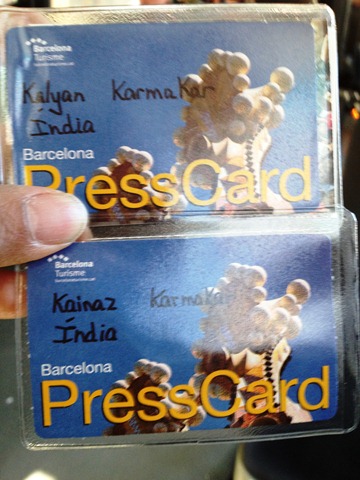 Barcelona
Turisme
Kalyan Karmakar
India
Barcelona
PressCard
Barcelona
Turisme
Kainaz Karmakar
India
Barcelona
PressCard